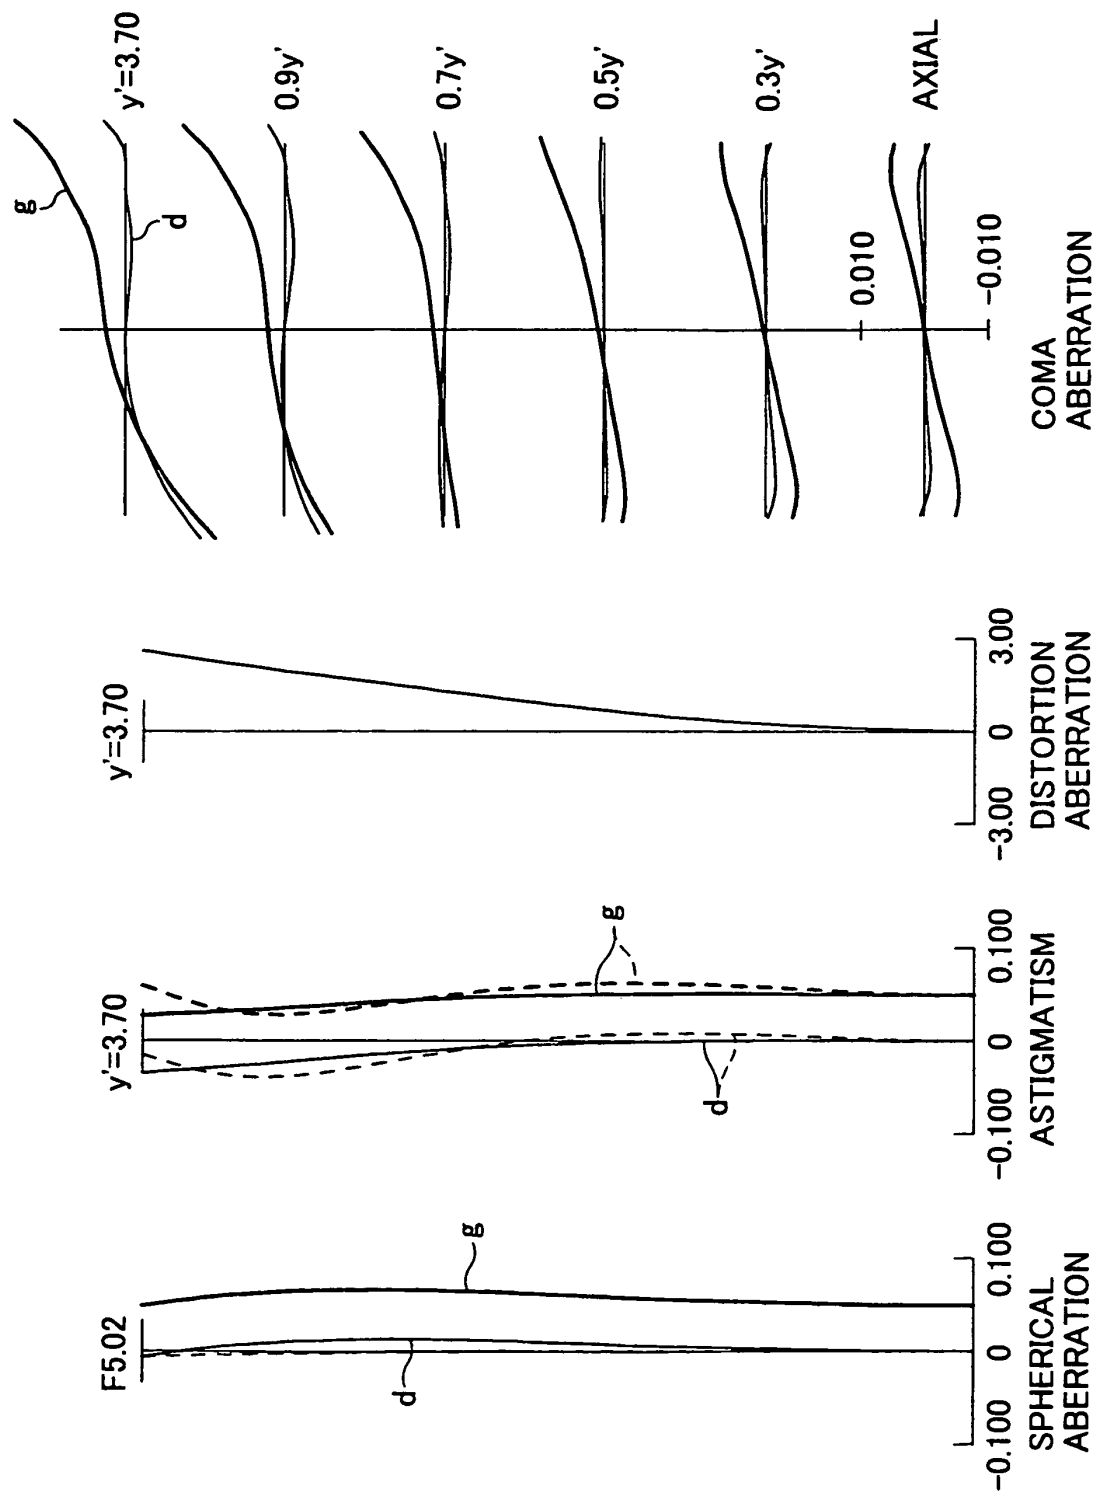 F5.02
g
d
-0.100
0
0.100
SPHERICAL
ABERRATION
y'=3.70
g
d
-0.100
0
0.100
ASTIGMATISM
y'=3.70
-3.00
0
3.00
DISTORTION
ABERRATION
g
d
y'=3.70
0.9y'
0.7y'
0.5y'
0.3y'
0.010
AXIAL
-0.010
COMA
ABERRATION